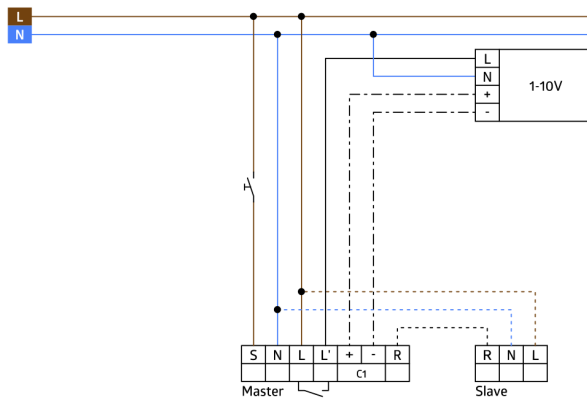 L
N
L
N
+
-
1-10V
S N L L' + - R
C1
Master
R N L
Slave